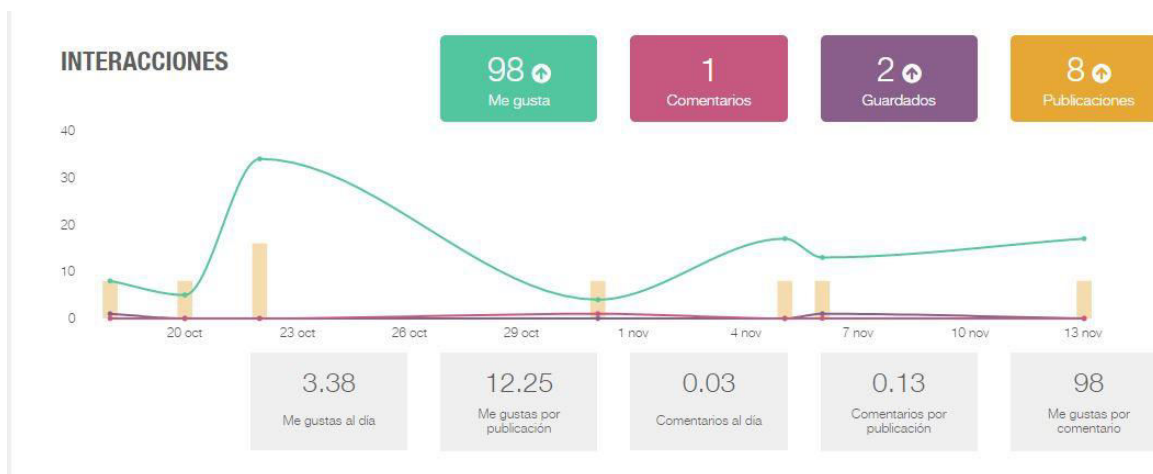 INTERACCIONES
98
Me gusta
1
Comentarios
2
Guardados
8
Publicaciones
40
30
20
10
0
20 oct 23 oct 26 oct 29 oct 1 nov 4 nov 7 nov 10 nov 13 nov
3.38
Me gustas al día
12.25
Me gustas por
publicación
0.03
Comentarios al día
0.13
Comentarios por
publicación
98
Me gustas por
comentario